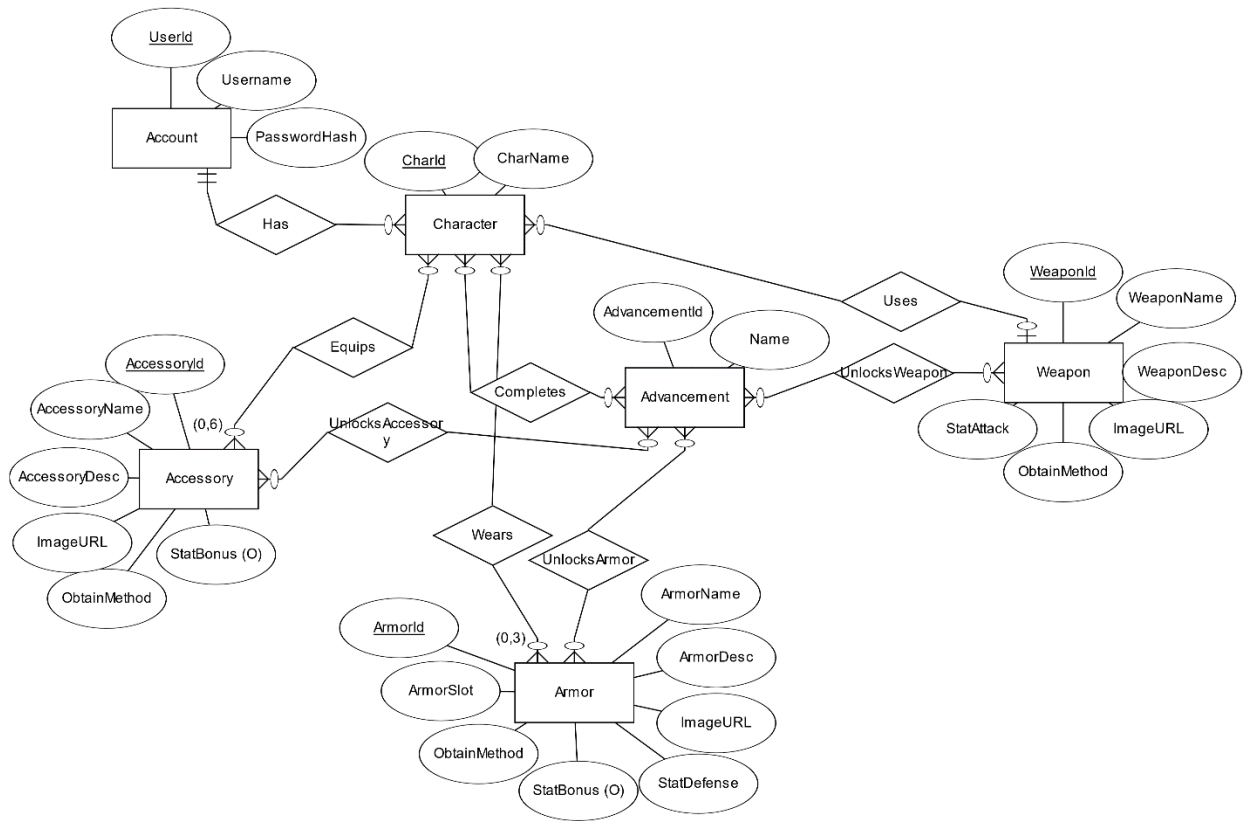 UserId
Username
Account
PasswordHash
CharId
CharName
Has
Character
WeaponId
AdvancementId
WeaponName
Uses
Name
Equips
AccessoryId
UnlocksWeapon
Weapon
WeaponDesc
AccessoryName
Completes
Advancement
(0,6)
UnlocksAccessor
y
StatAttack
ImageURL
AccessoryDesc
Accessory
ObtainMethod
Wears
ImageURL
StatBonus (O)
UnlocksArmor
ObtainMethod
ArmorName
ArmorId
(0,3)
ArmorDesc
ArmorSlot
Armor
ImageURL
ObtainMethod
StatBonus (O)
StatDefense